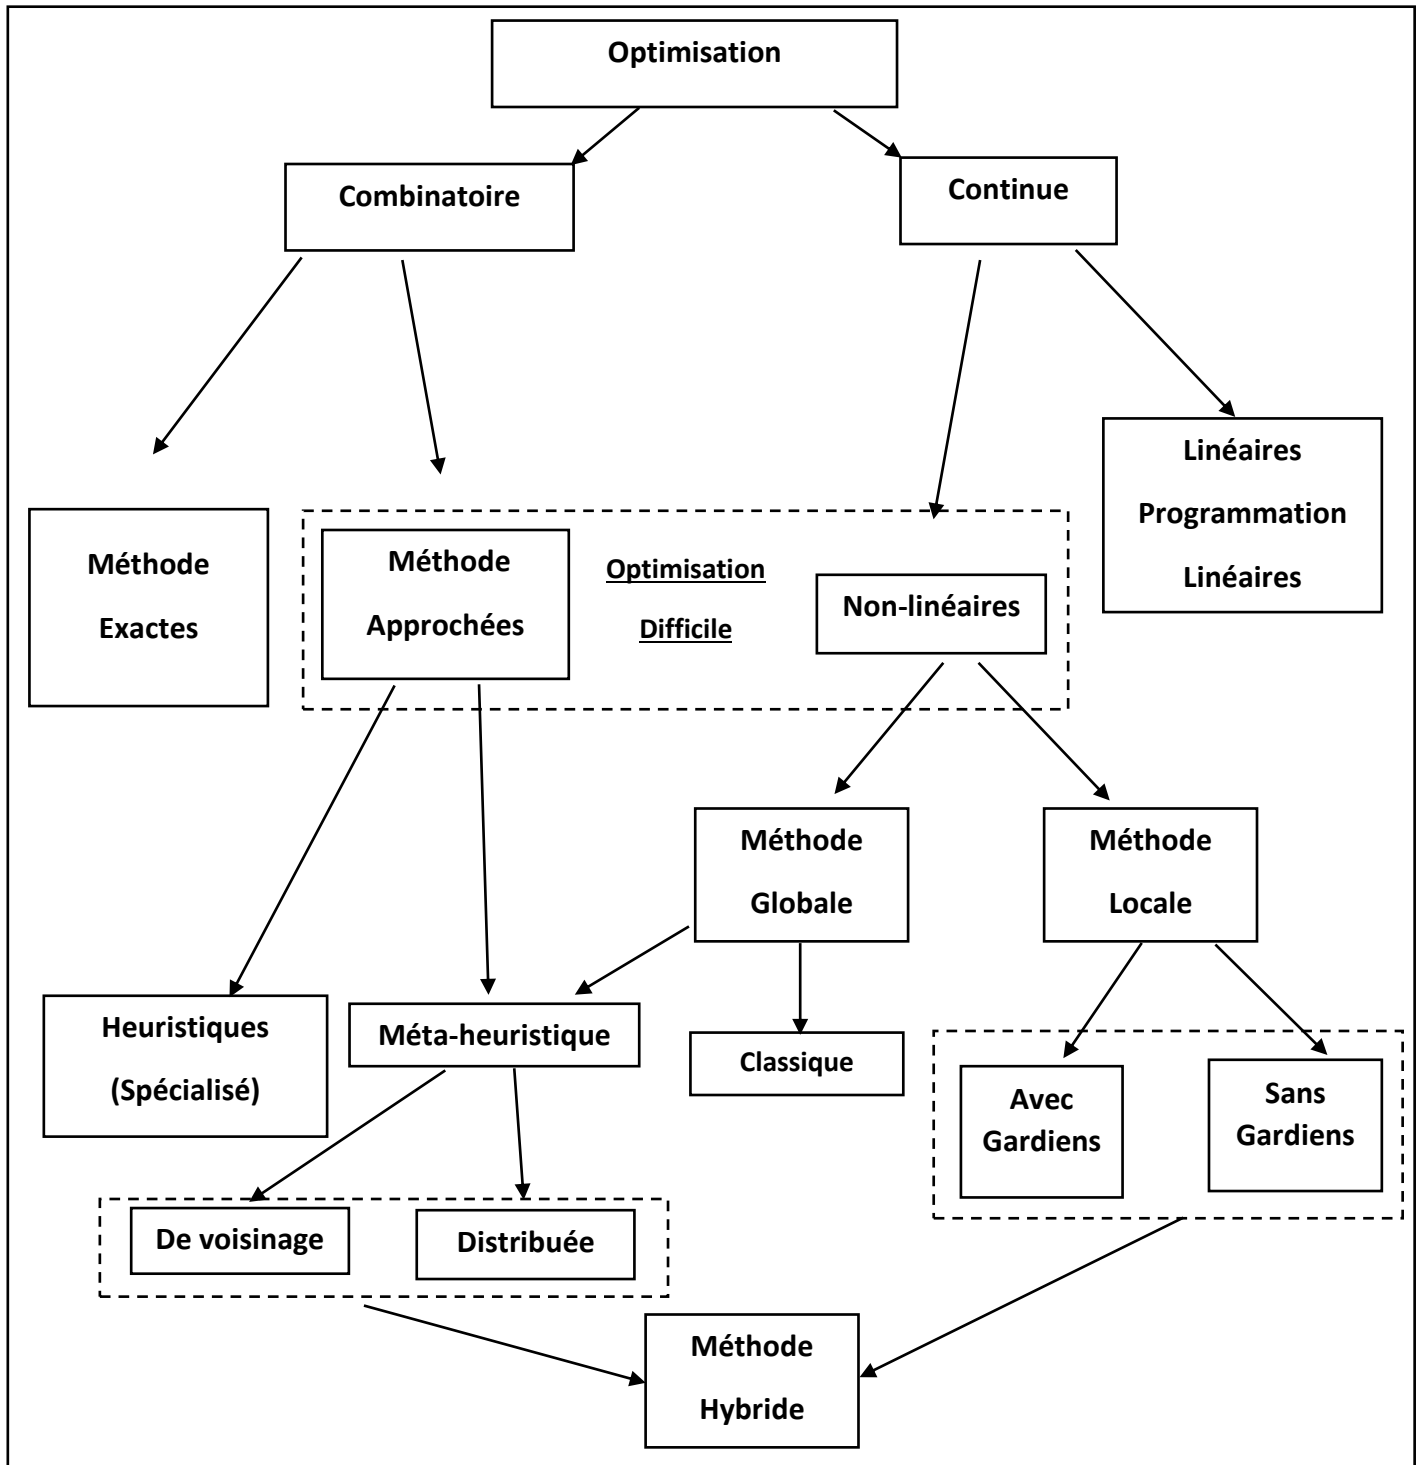 Optimisation
Combinatoire
Continue
Linéaires
Programmation
Linéaires
Méthode
Exactes
Méthode
Approchées
Optimisation
Difficile
Non-linéaires
Méthode
Globale
Méthode
Locale
Heuristiques
(Spécialisé)
Méta-heuristique
Classique
Avec
Gardiens
Sans
Gardiens
De voisinage
Distribuée
Méthode
Hybride